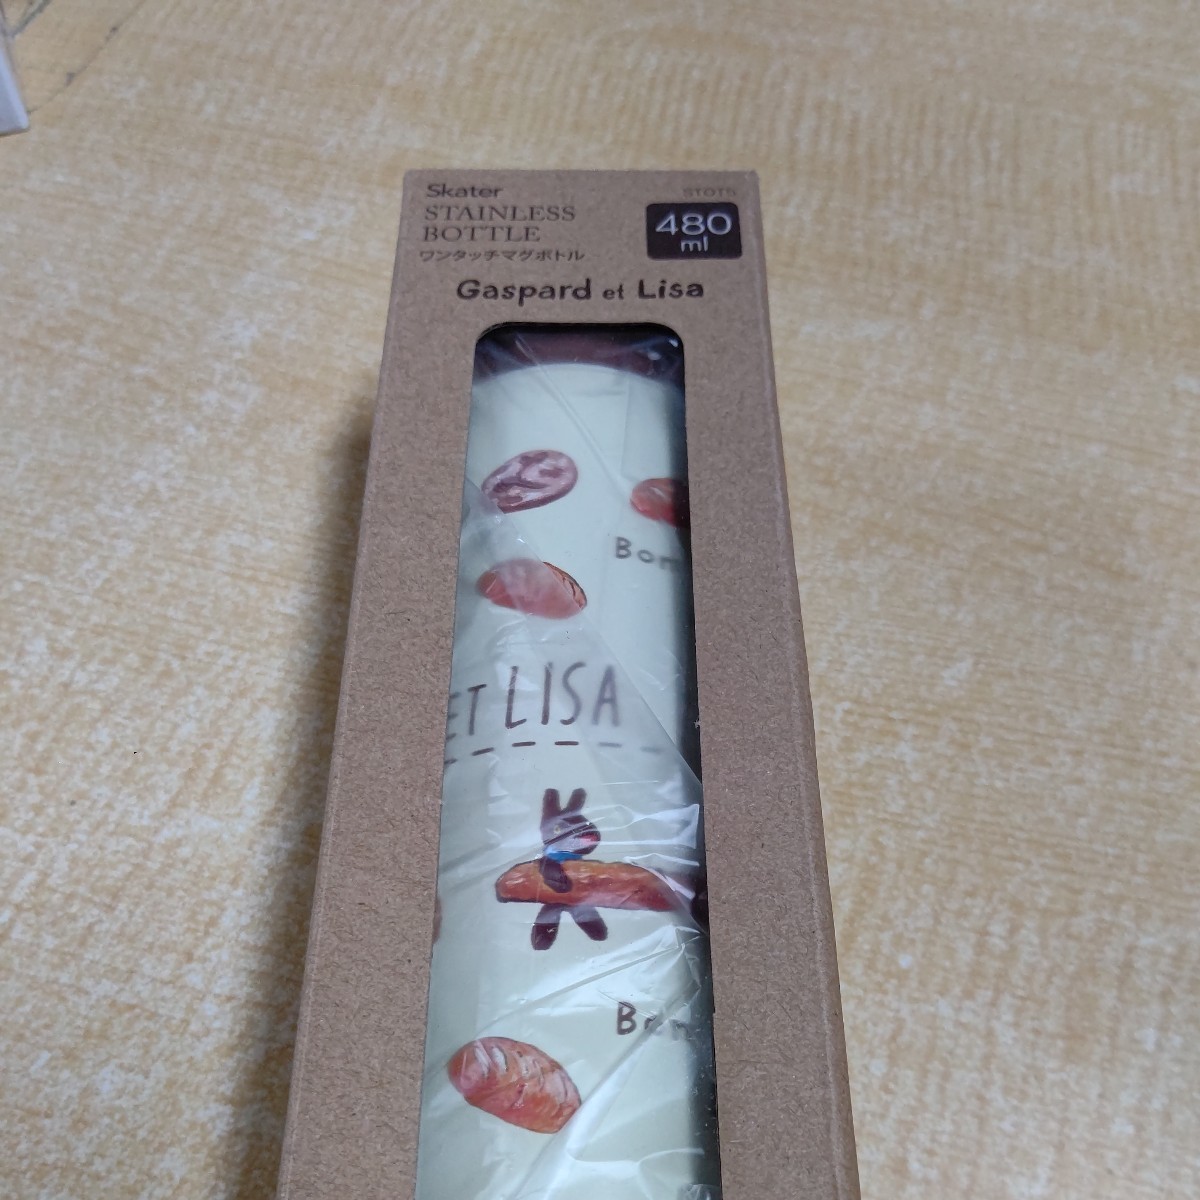 Skater
STOT5
STAINLESS
BOTTLE
480
ml
ワンタッチマグボトル
Gaspard et Lisa
Bon
ET LISA
Bon